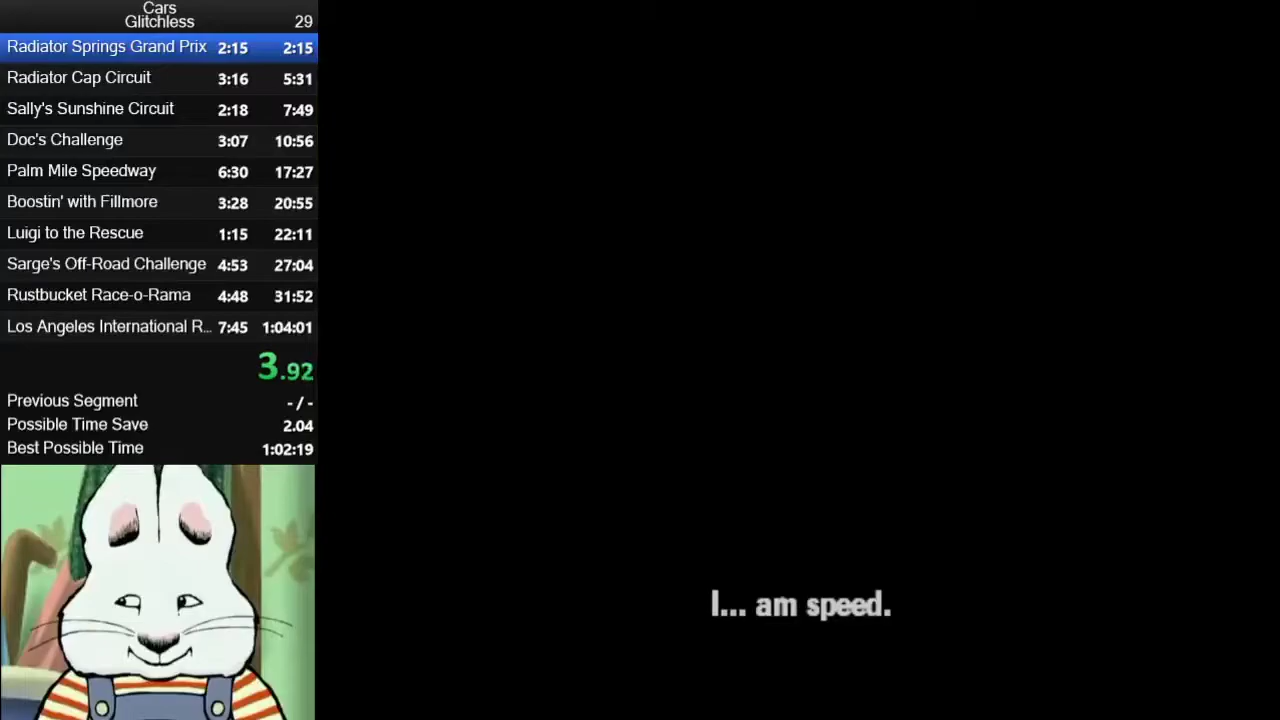 Cars
Glitchless 29
Radiator Springs Grand Prix 2:15 2:15
Radiator Cap Circuit 3:16 5:31
Sally's Sunshine Circuit 2:18 7:49
Doc's Challenge 3:07 10:56
Palm Mile Speedway 6:30 17:27
Boostin' with Fillmore 3:28 20:55
Luigi to the Rescue 1:15 22:11
Sarge's Off-Road Challenge 4:53 27:04
Rustbucket Race-o-Rama 4:48 31:52
Los Angeles International R... 7:45 1:04:01
3.92
Previous Segment - / -
Possible Time Save 2.04
Best Possible Time 1:02:19
I... am speed.